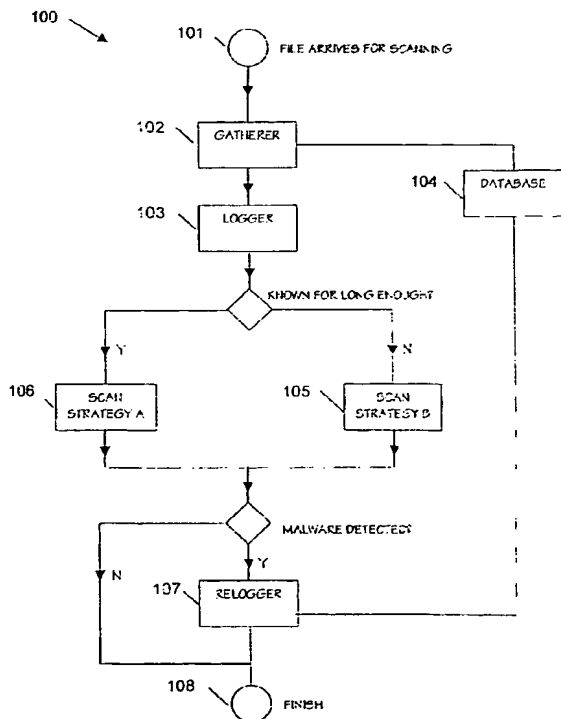 100
101
FILE ARRIVES FOR SCANNING
102
GATHERER
104
DATABASE
103
LOGGER
KNOWN FOR LONG ENOUGHT
Y
N
106
SCAN
STRATEGY A
105
SCAN
STRATEGY B
MALWARE DETECTED?
N
Y
107
RELOGGER
108
FINISH